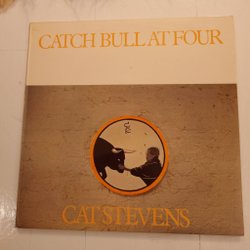 CATCH BULL AT FOUR
CAT STEVENS